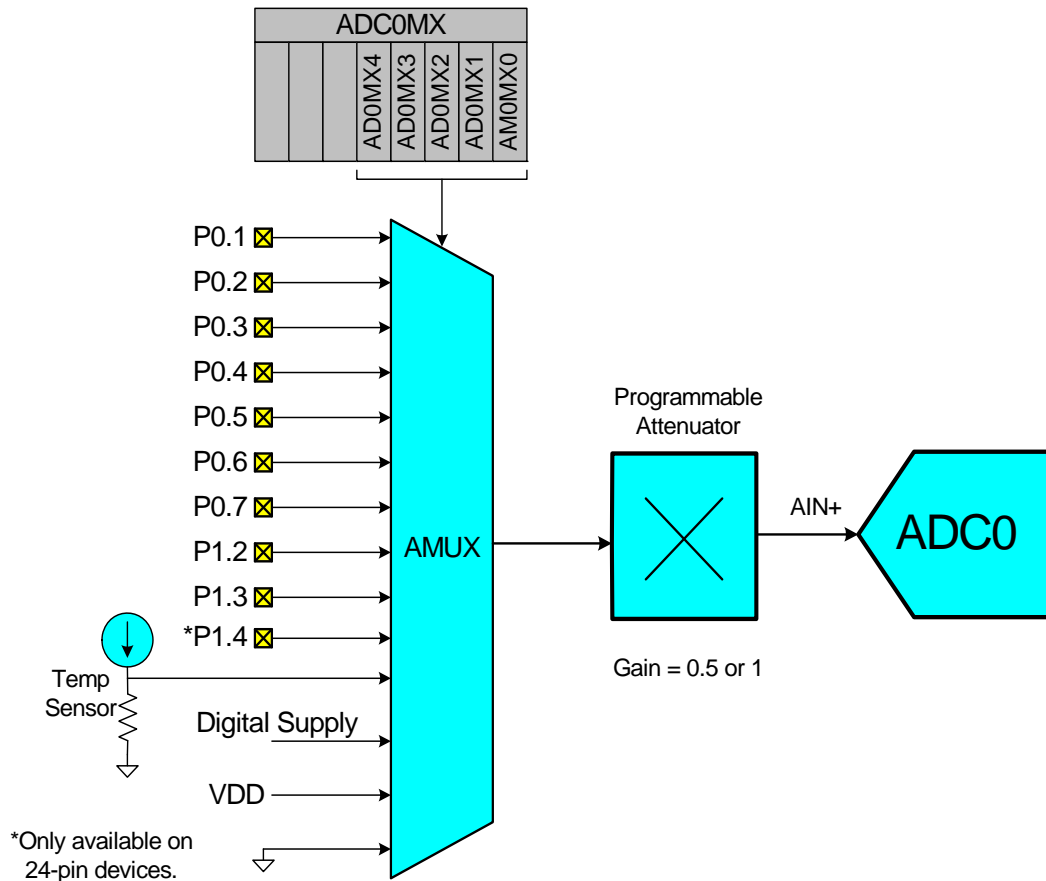 ADC0MX
AD0MX4
AD0MX3
AD0MX2
AD0MX1
AM0MX0
P0.1
P0.2
P0.3
P0.4
P0.5
P0.6
P0.7
P1.2
P1.3
*P1.4
AMUX
Programmable
Attenuator
AIN+
ADC0
Gain = 0.5 or 1
Temp
Sensor
Digital Supply
VDD
*Only available on
24-pin devices.